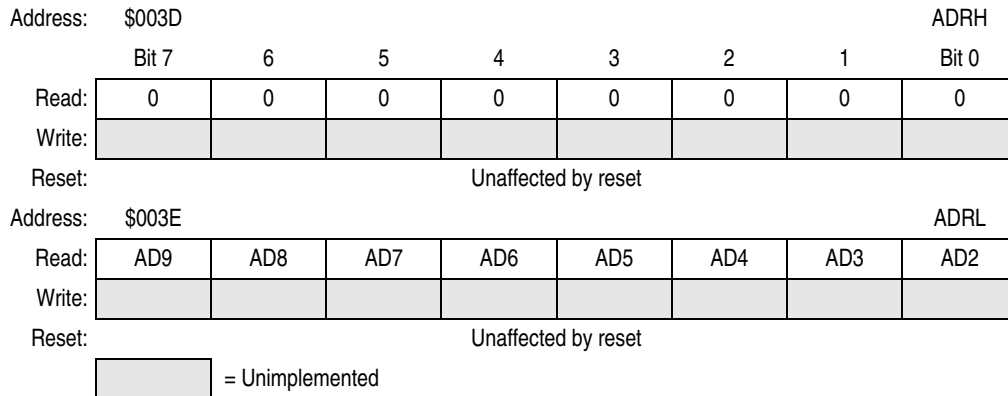 Address: $003D ADRH
Bit 7 6 5 4 3 2 1 Bit 0
Read: 0 0 0 0 0 0 0 0
Write:
Reset: Unaffected by reset
Address: $003E ADRL
Read: AD9 AD8 AD7 AD6 AD5 AD4 AD3 AD2
Write:
Reset: Unaffected by reset
= Unimplemented